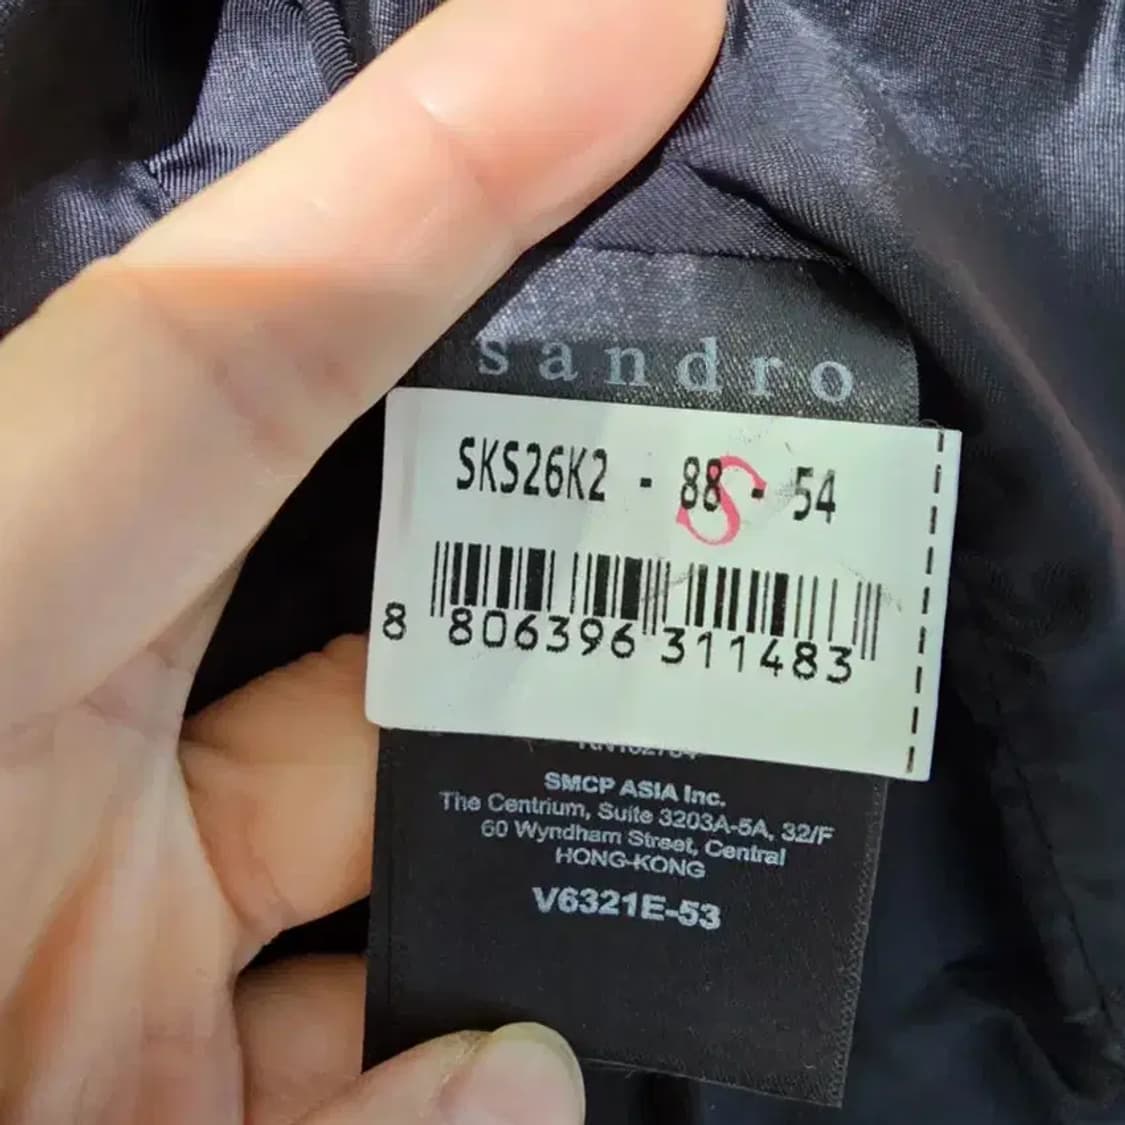 sandro
SKS26K2 - 88 - 54
S
8 806396 311483
SMCP ASIA Inc.
The Centrium, Suite 3203A-5A, 32/F
60 Wyndham Street, Central
HONG-KONG
V6321E-53